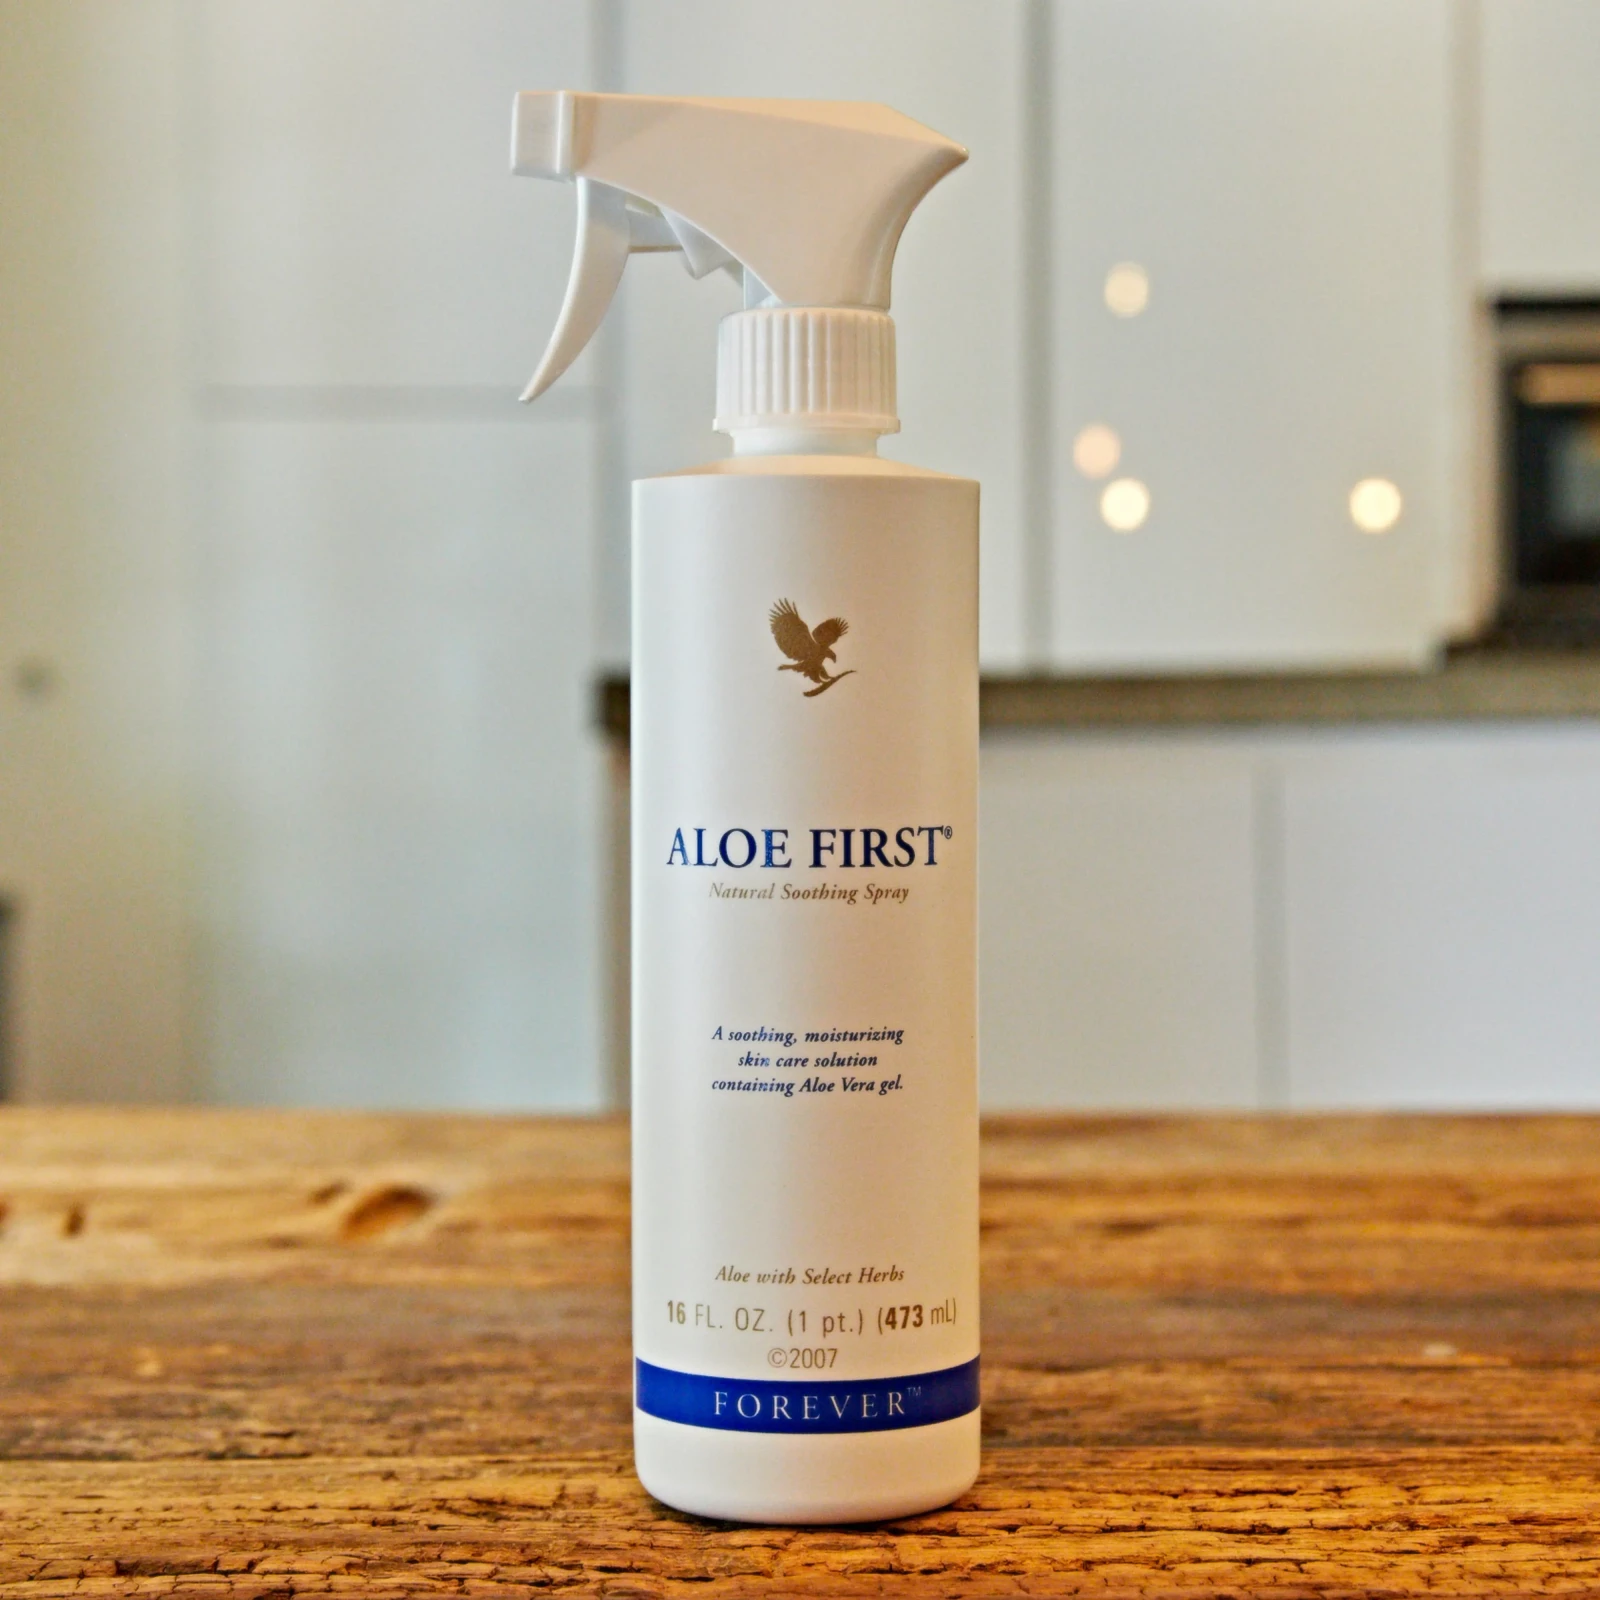 ALOE FIRST®
Natural Soothing Spray
A soothing, moisturizing
skin care solution
containing Aloe Vera gel.
Aloe with Select Herbs
16 FL. OZ. (1 pt.) (473 mL)
©2007
FOREVER™